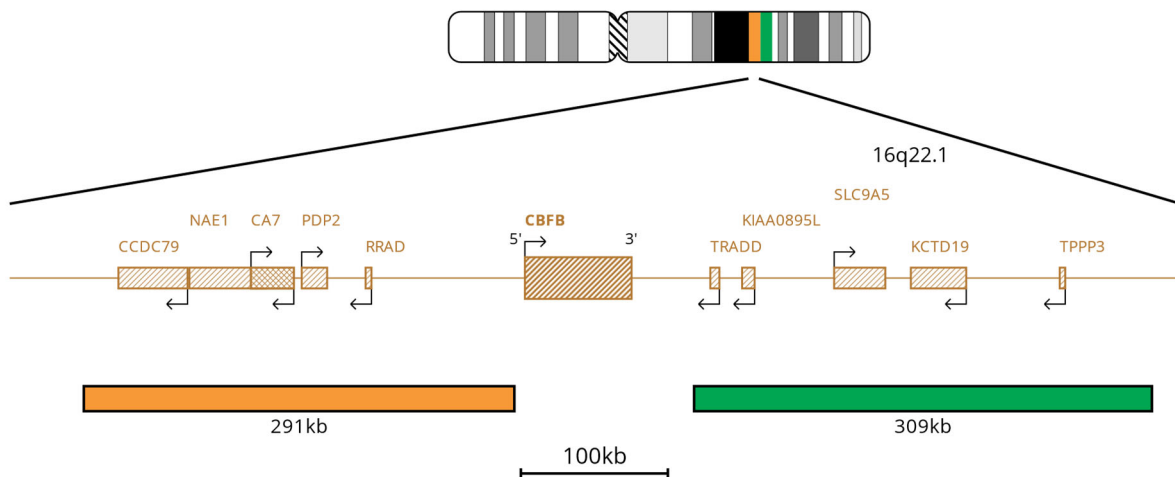 16q22.1
SLC9A5
NAE1 CA7 PDP2 CBFB KIAA0895L
5' 3'
CCDC79 RRAD TRADD KCTD19 TPPP3
291kb 309kb
100kb